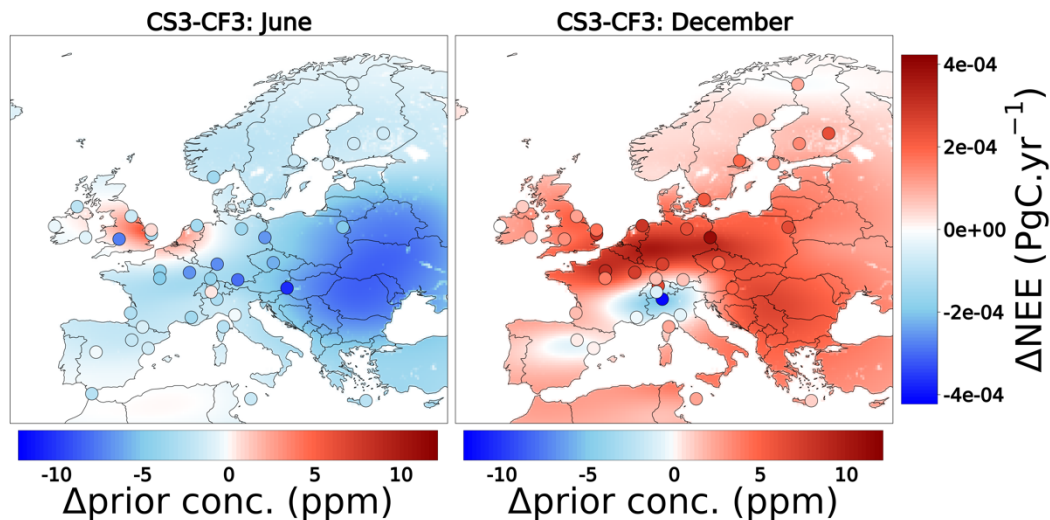 CS3-CF3: June
CS3-CF3: December
4e-04
2e-04
0e+00
-2e-04
-4e-04
ΔNEE (PgC.yr⁻¹)
-10 -5 0 5 10
-10 -5 0 5 10
Δprior conc. (ppm)
Δprior conc. (ppm)